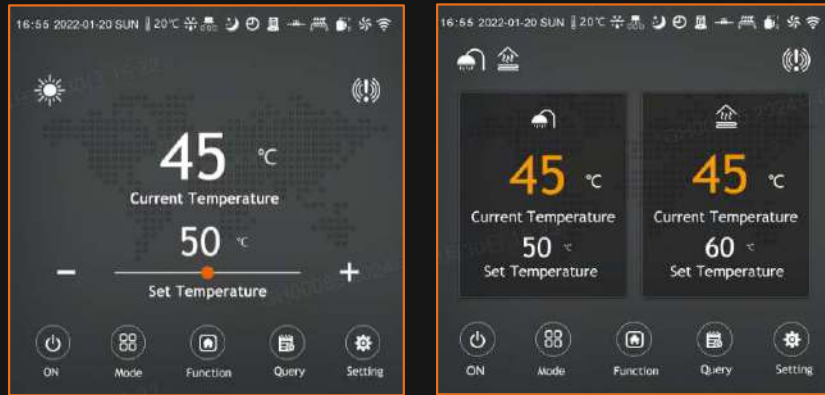 16:55 2022-01-20 SUN 20℃
45 ℃
Current Temperature
50 ℃
− +
Set Temperature
ON Mode Function Query Setting
16:55 2022-01-20 SUN 20℃
45 ℃ 45 ℃
Current Temperature Current Temperature
50 ℃ 60 ℃
Set Temperature Set Temperature
ON Mode Function Query Setting